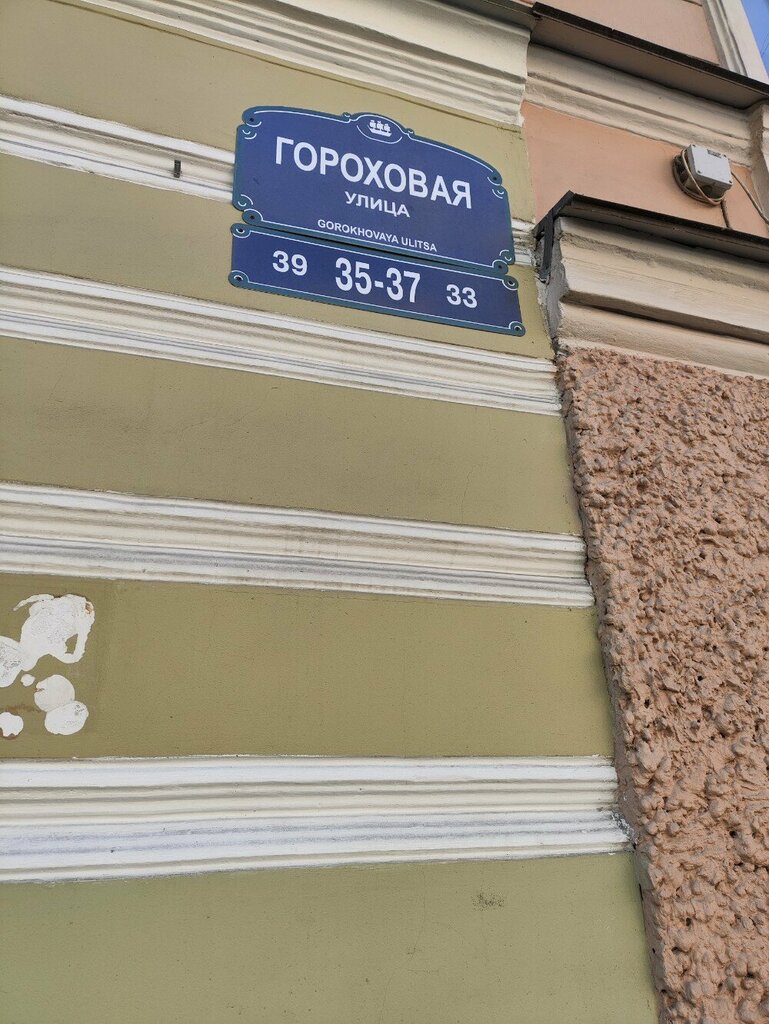 ГОРОХОВАЯ
УЛИЦА
GOROKHOVAYA ULITSA
39 35-37 33